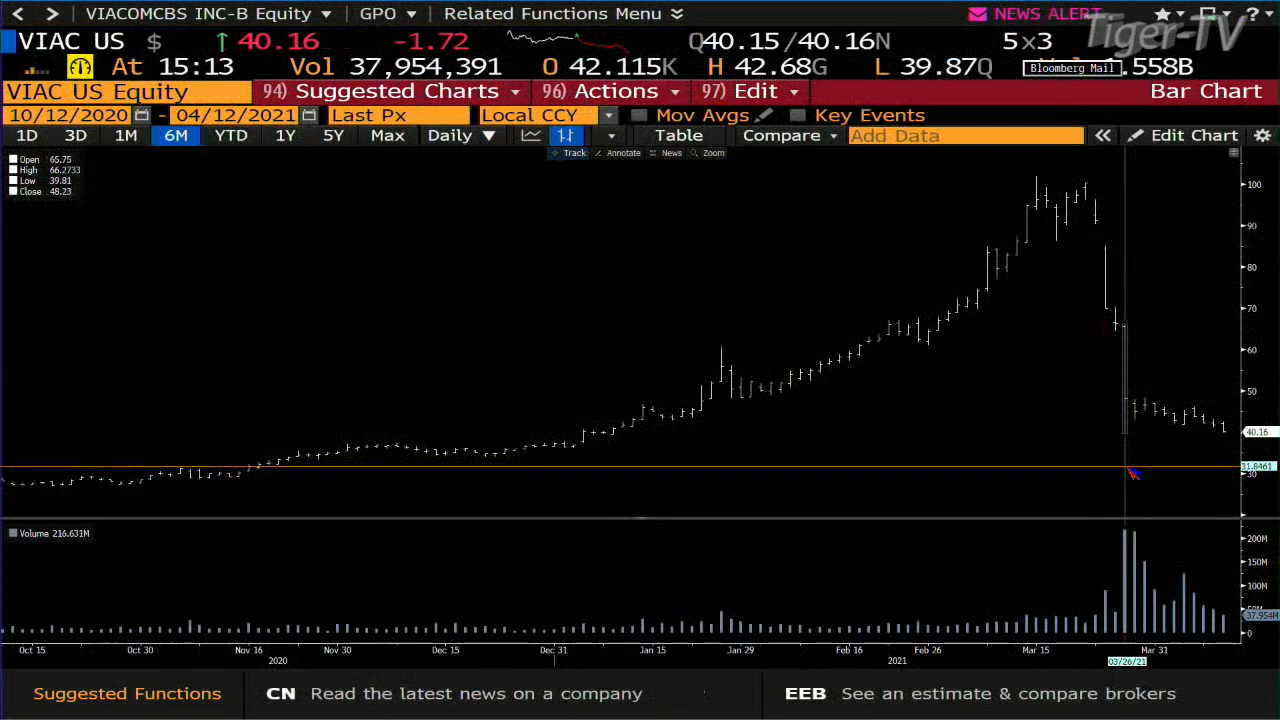 < > VIACOMCBS INC-B Equity ▾ | GPO ▾ | Related Functions Menu NEWS ALERT ?
VIAC US $ ↑ 40.16 -1.72 Q40.15/40.16N 5x3 Tiger-TV
At 15:13 Vol 37,954,391 O 42.115K H 42.68G L 39.87Q Bloomberg Mail .558B
VIAC US Equity 94) Suggested Charts 96) Actions 97) Edit Bar Chart
10/12/2020 - 04/12/2021 Last Px Local CCY Mov Avgs Key Events
1D 3D 1M 6M YTD 1Y 5Y Max Daily ▼ Table Compare Add Data « Edit Chart
Track Annotate News Zoom
Open 65.75
High 66.2733
Low 39.81
Close 48.23
100
90
80
70
60
50
40.16
31.8461
30
Volume 216.631M
200M
150M
100M
37.954M
0
Oct 15 Oct 30 Nov 16 Nov 30 Dec 15 Dec 31 Jan 15 Jan 29 Feb 16 Feb 26 Mar 15 Mar 31
2020 2021 03/26/21
Suggested Functions CN Read the latest news on a company EEB See an estimate & compare brokers